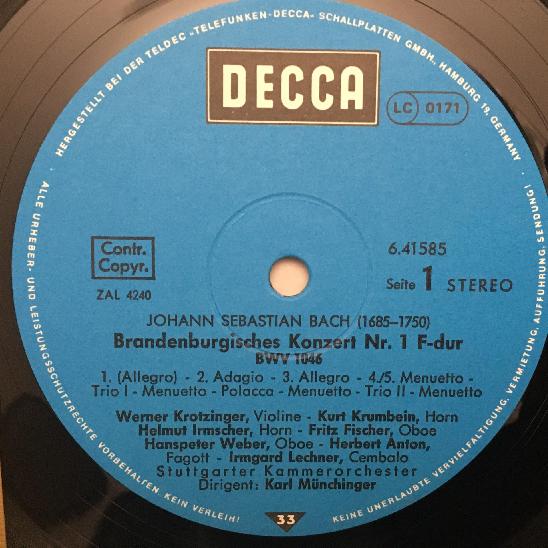 HERGESTELLT BEI DER TELDEC »TELEFUNKEN-DECCA« SCHALLPLATTEN GMBH., HAMBURG 19, GERMANY
DECCA
LC 0171
Contr.
Copyr.
ZAL 4240
6.41585
Seite 1 STEREO
JOHANN SEBASTIAN BACH (1685–1750)
Brandenburgisches Konzert Nr. 1 F-dur
BWV 1046
1. (Allegro) - 2. Adagio - 3. Allegro - 4./5. Menuetto -
Trio I - Menuetto - Polacca - Menuetto - Trio II - Menuetto
Werner Krotzinger, Violine - Kurt Krumbein, Horn
Helmut Irmscher, Horn - Fritz Fischer, Oboe
Hanspeter Weber, Oboe - Herbert Anton,
Fagott - Irmgard Lechner, Cembalo
Stuttgarter Kammerorchester
Dirigent: Karl Münchinger
33
ALLE URHEBER- UND LEISTUNGSSCHUTZRECHTE VORBEHALTEN. KEIN VERLEIH!
KEINE UNERLAUBTE VERVIELFÄLTIGUNG, VERMIETUNG, AUFFÜHRUNG, SENDUNG!